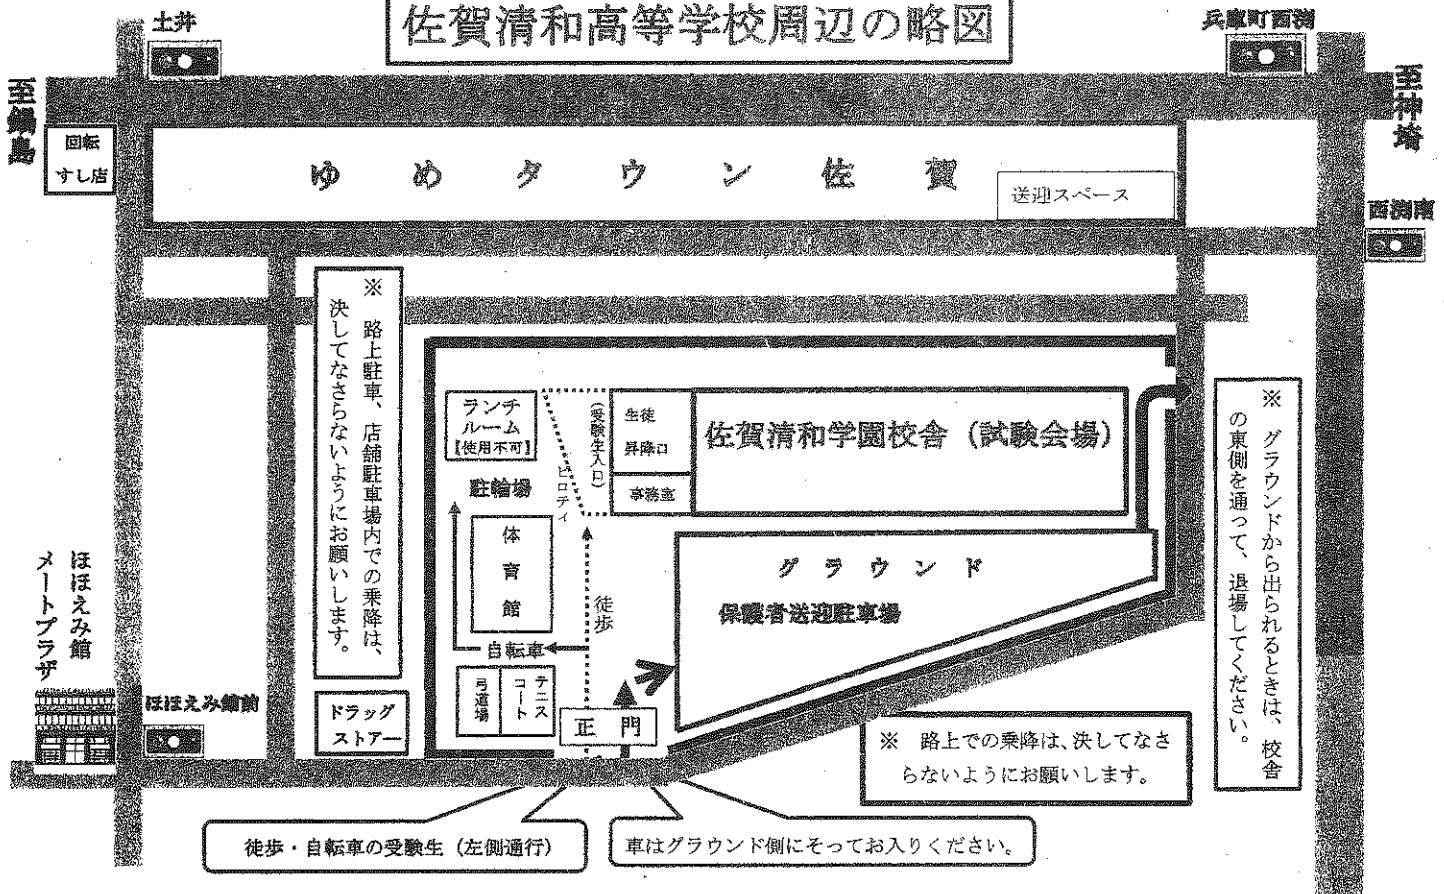 佐賀清和高等学校周辺の略図
土井
兵庫町西渕
至鍋島
至神埼
回転
すし店
ゆめタウン佐賀
送迎スペース
西渕南
※ 路上駐車、店舗駐車場内での乗降は、
決してなさらないようにお願いします。
ランチ
ルーム
【使用不可】
駐輪場
ピロティ
(受験生入口)
生徒
昇降口
事務室
佐賀清和学園校舎(試験会場)
体育館
徒歩
自転車
グラウンド
保護者送迎駐車場
※ グラウンドから出られるときは、校舎
の東側を通って、退場してください。
ほほえみ館
メートプラザ
ほほえみ館前
ドラッグ
ストアー
弓道場
テニス
コート
正門
※ 路上での乗降は、決してなさ
らないようにお願いします。
徒歩・自転車の受験生(左側通行)
車はグラウンド側にそってお入りください。